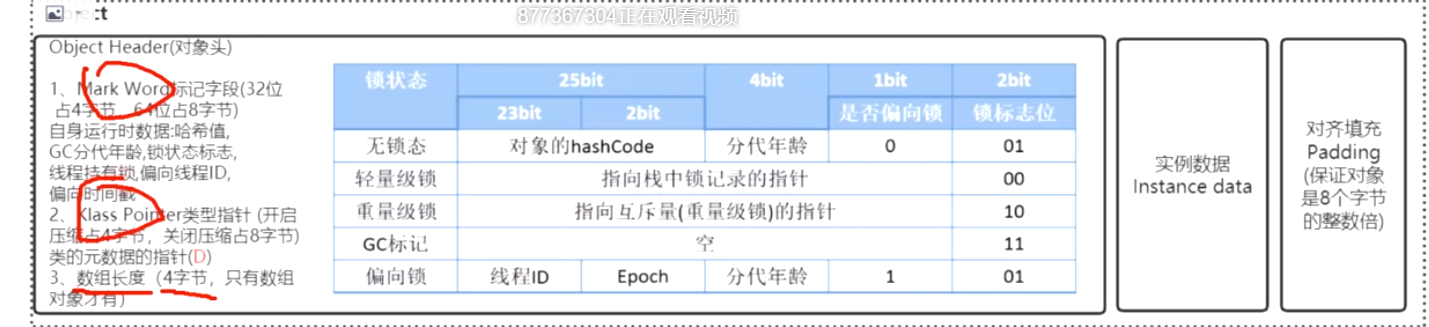 ct
877367304正在观看视频
Object Header(对象头)
1、Mark Word标记字段(32位
占4字节，64位占8字节)
自身运行时数据:哈希值,
GC分代年龄,锁状态标志,
线程持有锁,偏向线程ID,
偏向时间戳
2、Klass Pointer类型指针 (开启
压缩占4字节，关闭压缩占8字节)
类的元数据的指针(D)
3、数组长度（4字节，只有数组
对象才有）
锁状态 25bit 4bit 1bit 2bit
23bit 2bit 是否偏向锁 锁标志位
无锁态 对象的hashCode 分代年龄 0 01
轻量级锁 指向栈中锁记录的指针 00
重量级锁 指向互斥量(重量级锁)的指针 10
GC标记 空 11
偏向锁 线程ID Epoch 分代年龄 1 01
实例数据
Instance data
对齐填充
Padding
(保证对象
是8个字节
的整数倍)